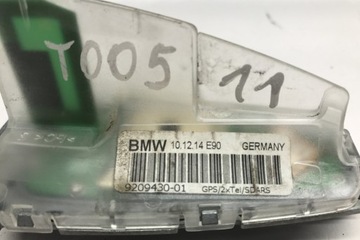 T005 11
BMW 10.12.14 E90 GERMANY
9209430-01 GPS/2xTel/SDARS